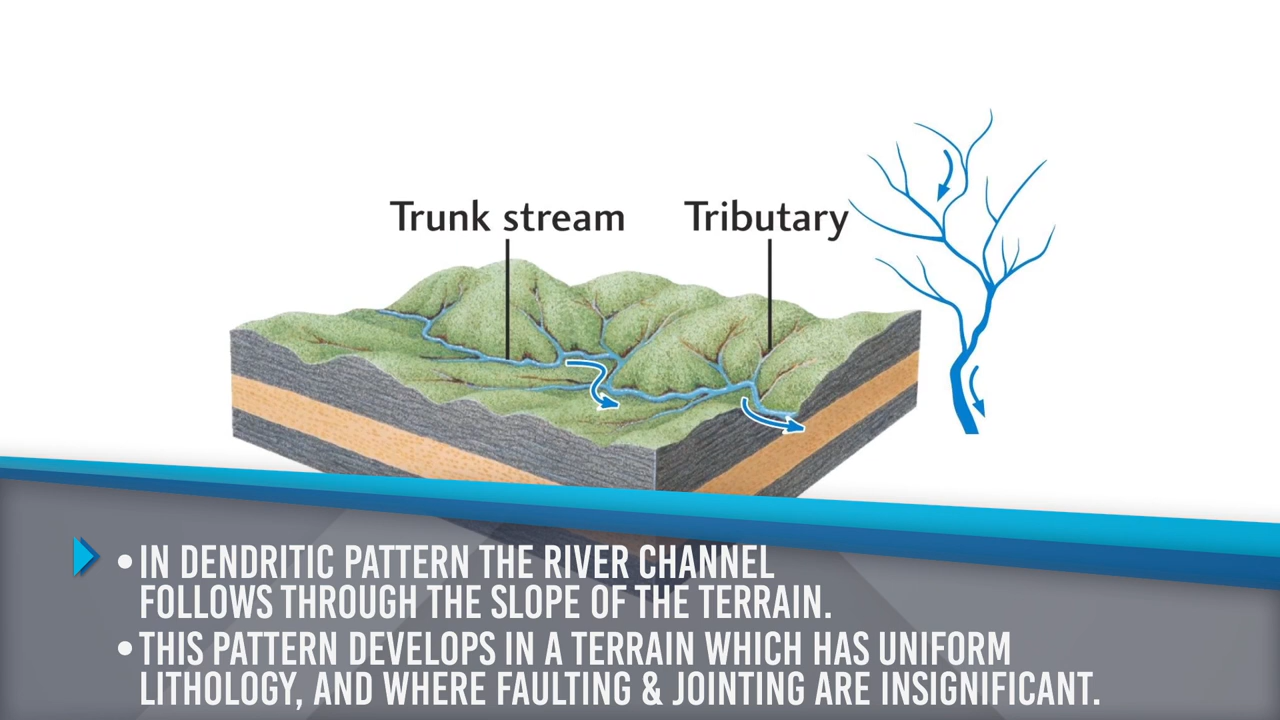 Trunk stream Tributary
• IN DENDRITIC PATTERN THE RIVER CHANNEL
FOLLOWS THROUGH THE SLOPE OF THE TERRAIN.
• THIS PATTERN DEVELOPS IN A TERRAIN WHICH HAS UNIFORM
LITHOLOGY, AND WHERE FAULTING & JOINTING ARE INSIGNIFICANT.